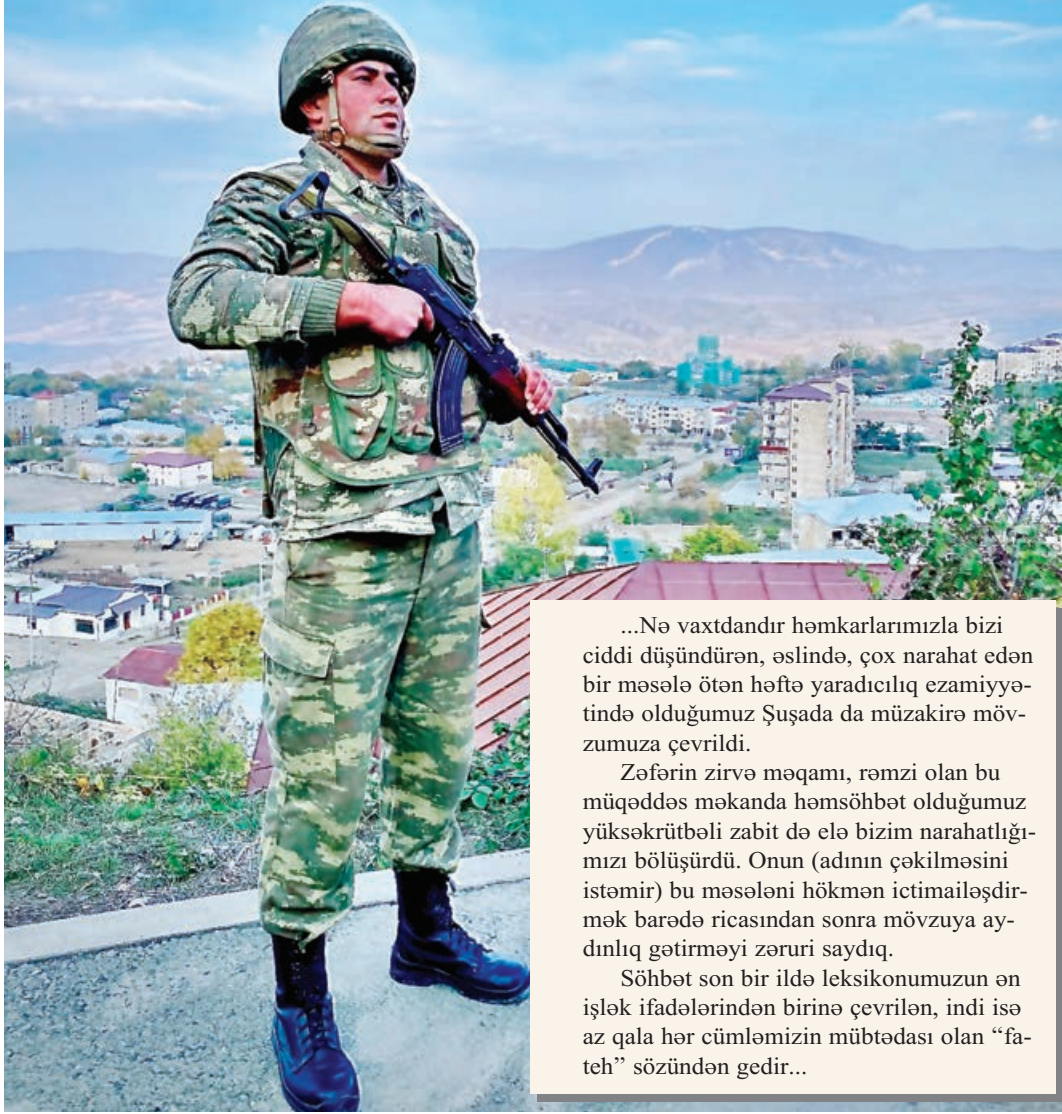 ...Nə vaxtdandır həmkarlarımızla bizi
ciddi düşündürən, əslində, çox narahat edən
bir məsələ ötən həftə yaradıcılıq ezamiyyə-
tində olduğumuz Şuşada da müzakirə möv-
zumuza çevrildi.
Zəfərin zirvə məqamı, rəmzi olan bu
müqəddəs məkanda həmsöhbət olduğumuz
yüksəkrütbəli zabit də elə bizim narahatlığı-
mızı bölüşürdü. Onun (adının çəkilməsini
istəmir) bu məsələni hökmən ictimailəşdir-
mək barədə ricasından sonra mövzuya ay-
dınlıq gətirməyi zəruri saydıq.
Söhbət son bir ildə leksikonumuzun ən
işlək ifadələrindən birinə çevrilən, indi isə
az qala hər cümləmizin mübtədası olan “fa-
teh” sözündən gedir...